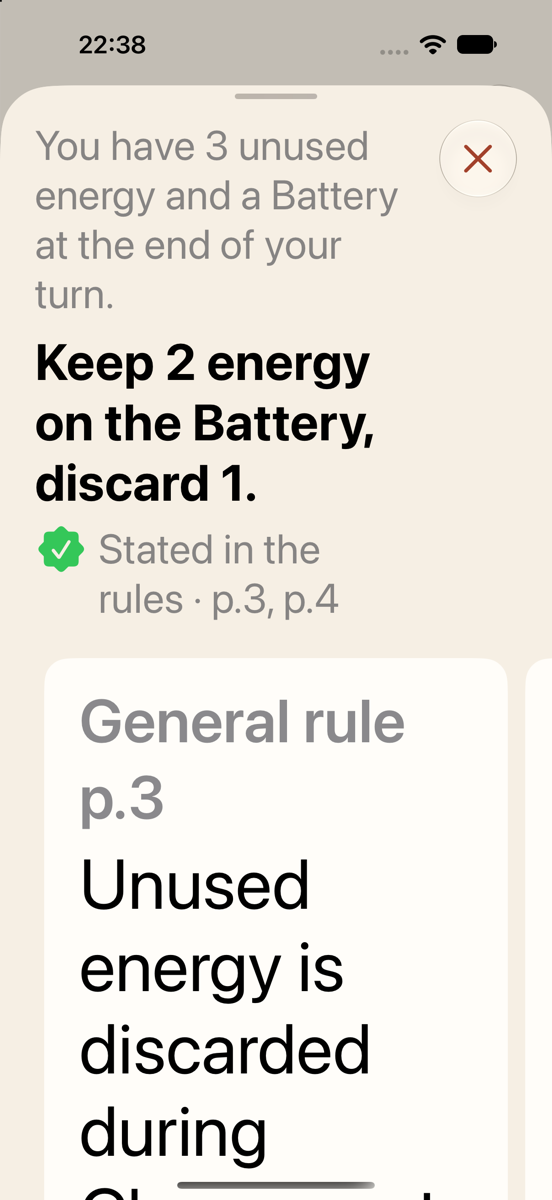 22:38
You have 3 unused
energy and a Battery
at the end of your
turn.
Keep 2 energy
on the Battery,
discard 1.
Stated in the
rules · p.3, p.4
General rule
p.3
Unused
energy is
discarded
during